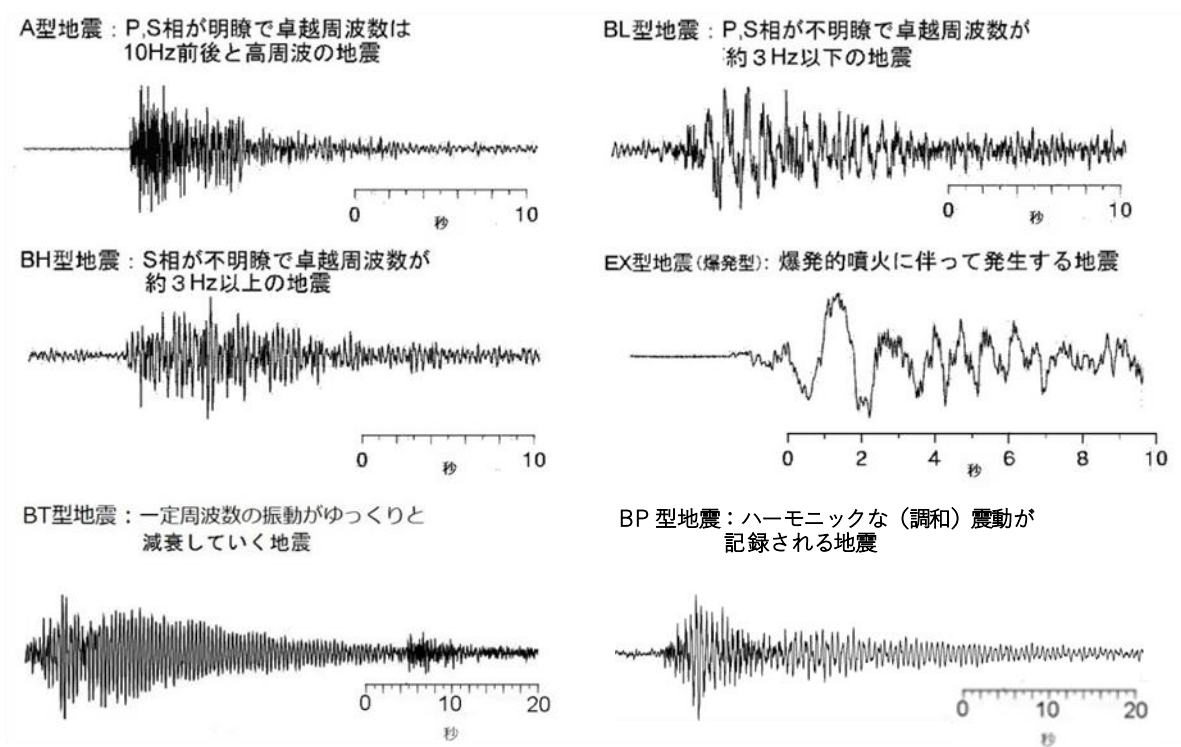 A型地震：P,S相が明瞭で卓越周波数は
10Hz前後と高周波の地震
0
10
秒
BL型地震：P,S相が不明瞭で卓越周波数が
約３Hz以下の地震
0
10
秒
BH型地震：S相が不明瞭で卓越周波数が
約３Hz以上の地震
0
10
秒
EX型地震(爆発型)：爆発的噴火に伴って発生する地震
0 2 4 6 8 10
秒
BT型地震：一定周波数の振動がゆっくりと
減衰していく地震
0 10 20
秒
BP 型地震：ハーモニックな（調和）震動が
記録される地震
0 10 20
秒